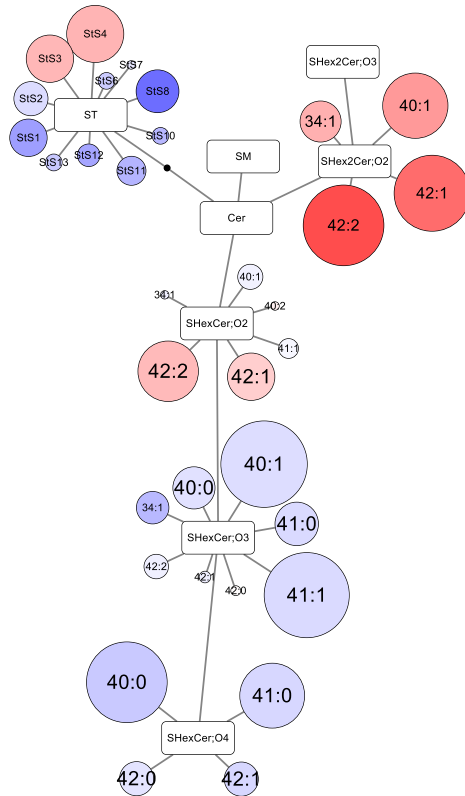 StS4
StS3
StS7
StS6
StS8
StS2
ST
StS1
StS10
StS13
StS12
StS11
SHex2Cer;O3
40:1
34:1
SHex2Cer;O2
42:1
42:2
SM
Cer
40:1
34:1
40:2
SHexCer;O2
41:1
42:2
42:1
40:1
40:0
34:1
41:0
SHexCer;O3
42:2
42:1
42:0
41:1
40:0
41:0
SHexCer;O4
42:0
42:1